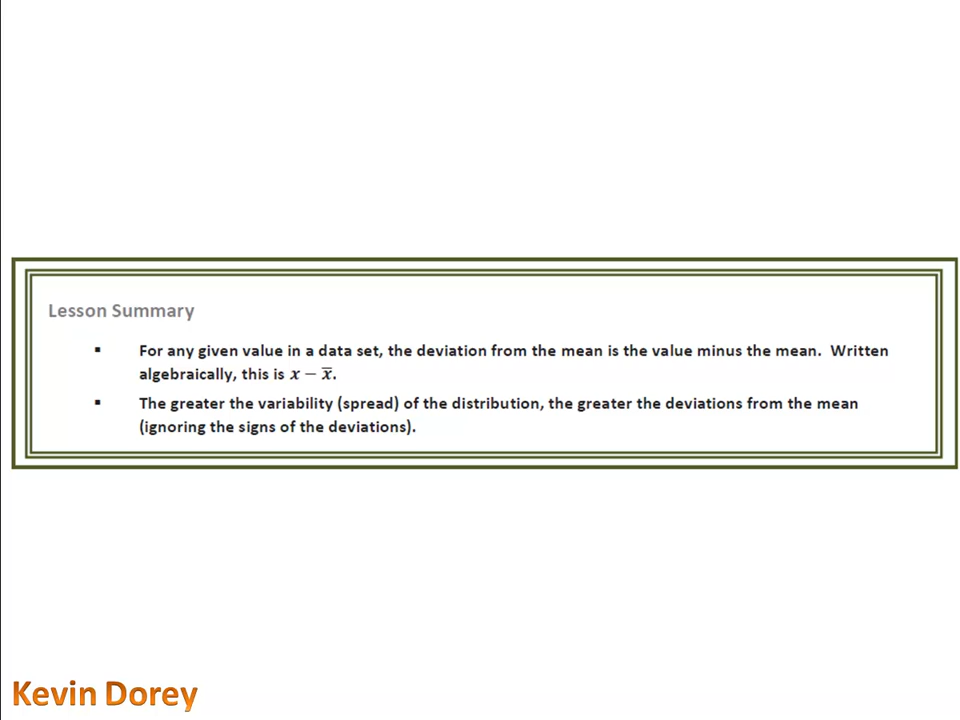 Lesson Summary
▪ For any given value in a data set, the deviation from the mean is the value minus the mean. Written
algebraically, this is x − x̅.
▪ The greater the variability (spread) of the distribution, the greater the deviations from the mean
(ignoring the signs of the deviations).
Kevin Dorey